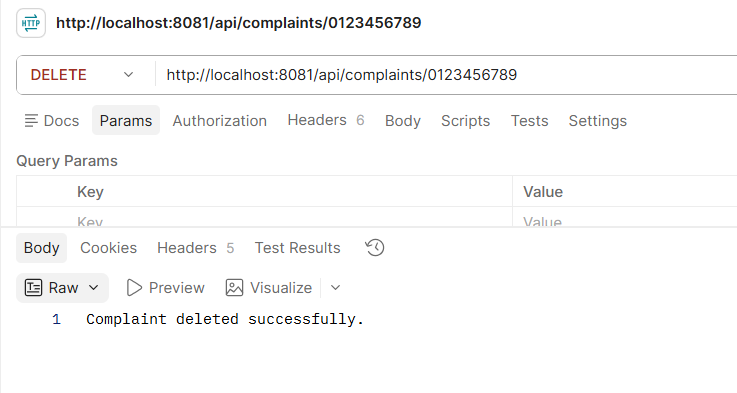 HTTP http://localhost:8081/api/complaints/0123456789
DELETE http://localhost:8081/api/complaints/0123456789
Docs Params Authorization Headers 6 Body Scripts Tests Settings
Query Params
Key Value
Key Value
Body Cookies Headers 5 Test Results
Raw Preview Visualize
1 Complaint deleted successfully.